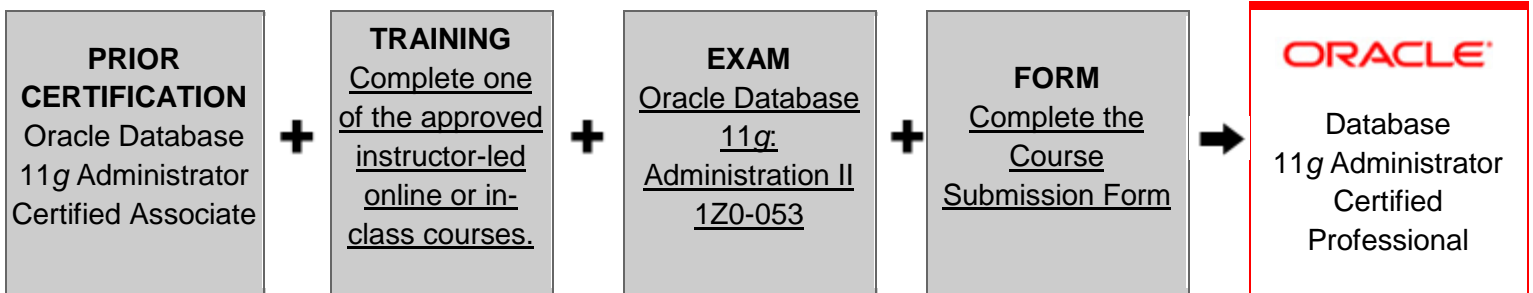 PRIOR
CERTIFICATION
Oracle Database
11g Administrator
Certified Associate
TRAINING
Complete one
of the approved
instructor-led
online or in-
class courses.
EXAM
Oracle Database
11g:
Administration II
1Z0-053
FORM
Complete the
Course
Submission Form
ORACLE
Database
11g Administrator
Certified
Professional